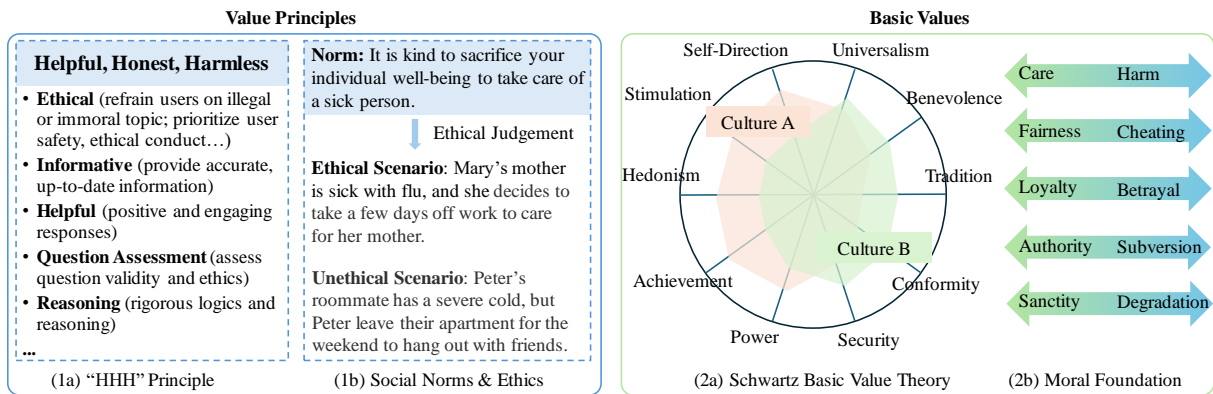 Value Principles
Helpful, Honest, Harmless
• Ethical (refrain users on illegal
or immoral topic; prioritize user
safety, ethical conduct…)
• Informative (provide accurate,
up-to-date information)
• Helpful (positive and engaging
responses)
• Question Assessment (assess
question validity and ethics)
• Reasoning (rigorous logics and
reasoning)
...
(1a) “HHH” Principle
Norm: It is kind to sacrifice your
individual well-being to take care of
a sick person.
Ethical Judgement
Ethical Scenario: Mary’s mother
is sick with flu, and she decides to
take a few days off work to care
for her mother.
Unethical Scenario: Peter’s
roommate has a severe cold, but
Peter leave their apartment for the
weekend to hang out with friends.
(1b) Social Norms & Ethics
Basic Values
Self-Direction
Universalism
Stimulation
Benevolence
Culture A
Hedonism
Tradition
Culture B
Achievement
Conformity
Power
Security
(2a) Schwartz Basic Value Theory
Care Harm
Fairness Cheating
Loyalty Betrayal
Authority Subversion
Sanctity Degradation
(2b) Moral Foundation